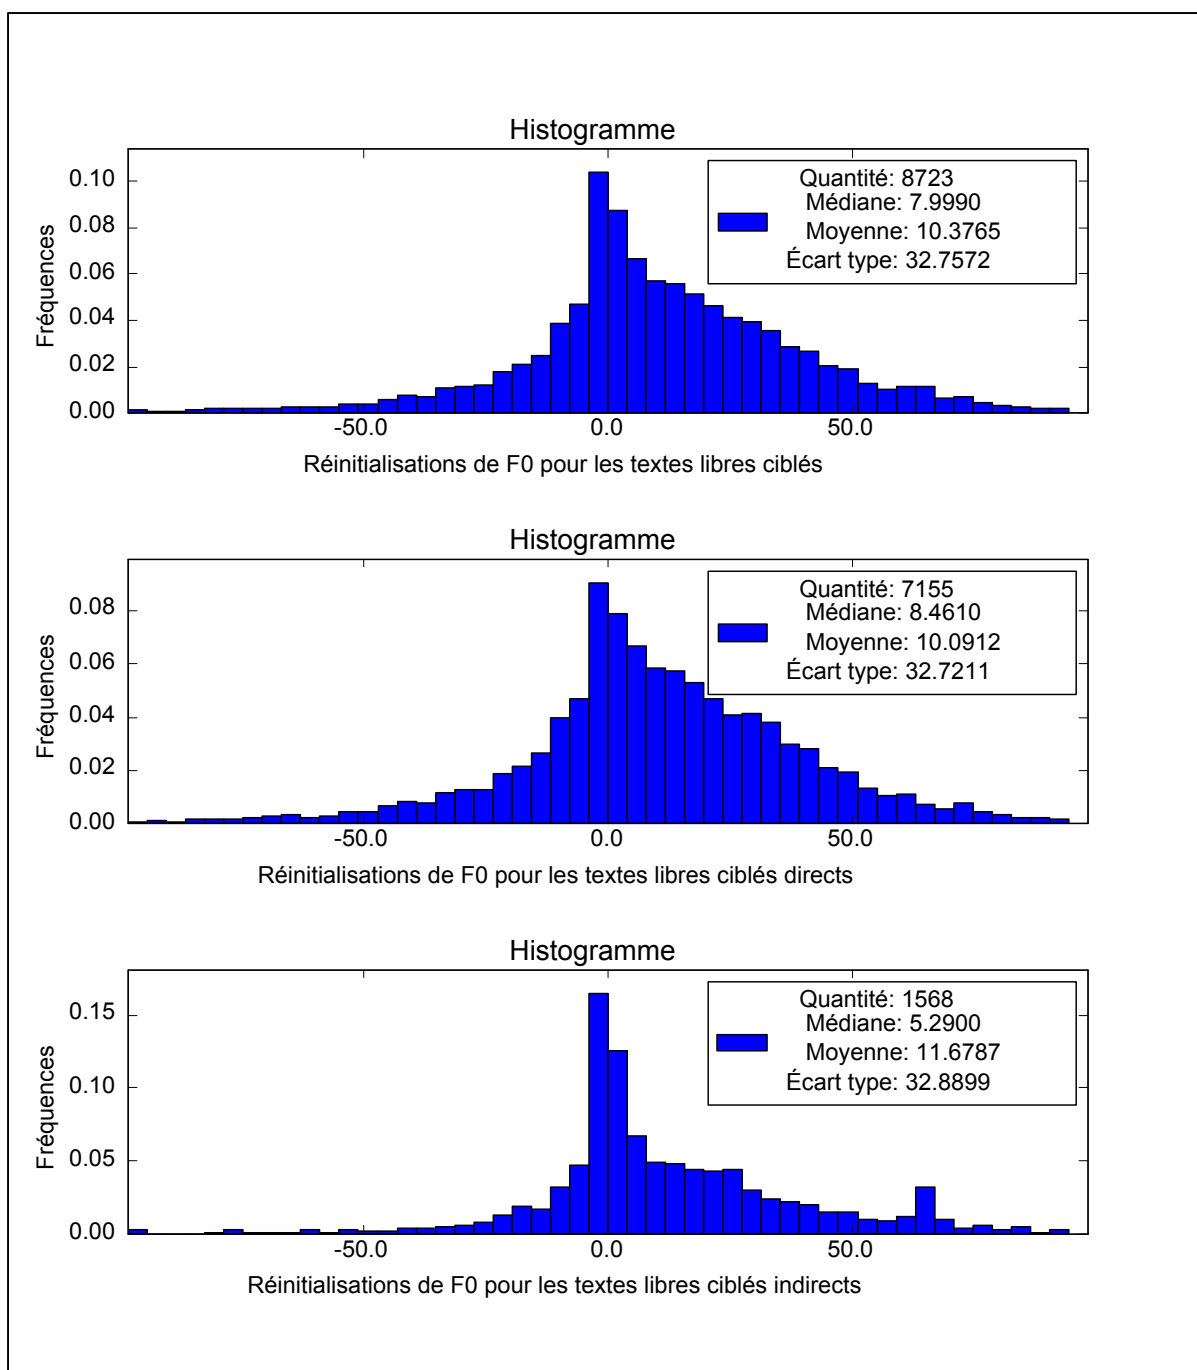 Histogramme
Quantité: 8723
Médiane: 7.9990
Moyenne: 10.3765
Écart type: 32.7572
Fréquences
0.10
0.08
0.06
0.04
0.02
0.00
-50.0 0.0 50.0
Réinitialisations de F0 pour les textes libres ciblés
Histogramme
Quantité: 7155
Médiane: 8.4610
Moyenne: 10.0912
Écart type: 32.7211
Fréquences
0.08
0.06
0.04
0.02
0.00
-50.0 0.0 50.0
Réinitialisations de F0 pour les textes libres ciblés directs
Histogramme
Quantité: 1568
Médiane: 5.2900
Moyenne: 11.6787
Écart type: 32.8899
Fréquences
0.15
0.10
0.05
0.00
-50.0 0.0 50.0
Réinitialisations de F0 pour les textes libres ciblés indirects